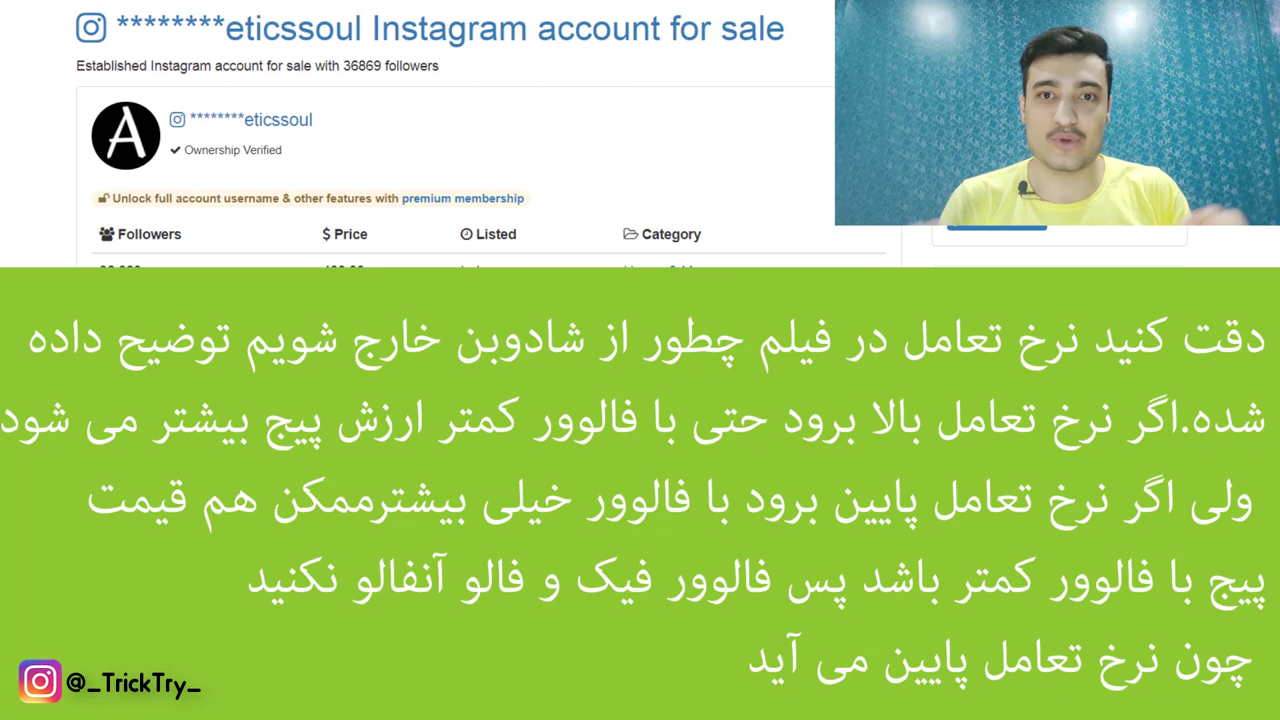 ********eticssoul Instagram account for sale
Established Instagram account for sale with 36869 followers
A
********eticssoul
Ownership Verified
Unlock full account username & other features with premium membership
Followers $ Price Listed Category
دقت کنید نرخ تعامل در فیلم چطور از شادوبن خارج شویم توضیح داده
شده.اگر نرخ تعامل بالا برود حتی با فالوور کمتر ارزش پیج بیشتر می شود
ولی اگر نرخ تعامل پایین برود با فالوور خیلی بیشترممکن هم قیمت
پیج با فالوور کمتر باشد پس فالوور فیک و فالو آنفالو نکنید
چون نرخ تعامل پایین می آید
@_TrickTry_